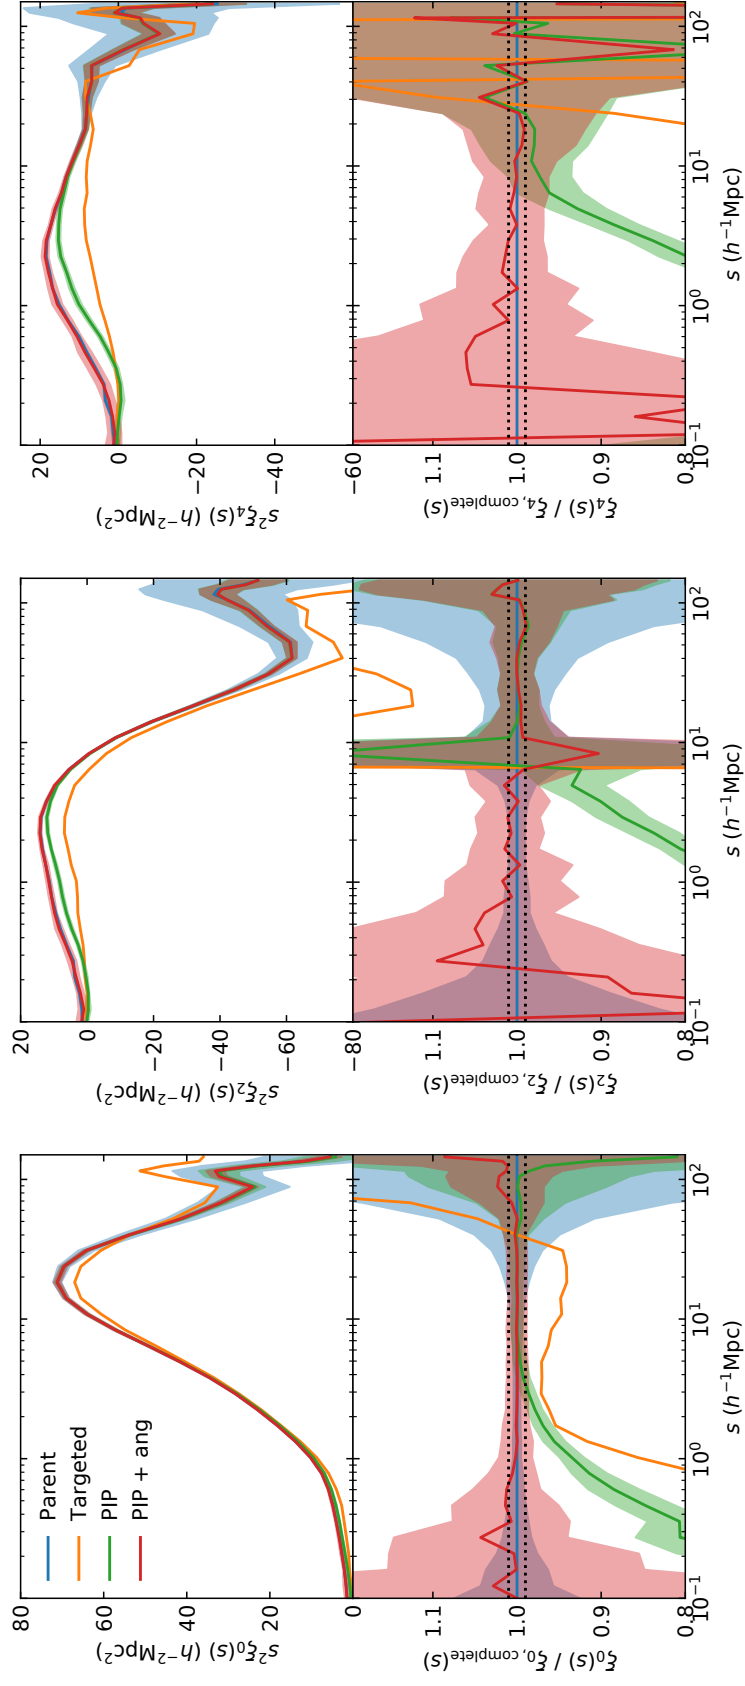 s²ξ₀(s) (h⁻²Mpc²)
80
60
40
20
0
Parent
Targeted
PIP
PIP + ang
s²ξ₂(s) (h⁻²Mpc²)
20
0
−20
−40
−60
−80
s²ξ₄(s) (h⁻²Mpc²)
20
0
−20
−40
−60
ξ₀(s) / ξ₀, complete(s)
1.1
1.0
0.9
0.8
10⁻¹ 10⁰ 10¹ 10²
s (h⁻¹Mpc)
ξ₂(s) / ξ₂, complete(s)
1.1
1.0
0.9
0.8
10⁻¹ 10⁰ 10¹ 10²
s (h⁻¹Mpc)
ξ₄(s) / ξ₄, complete(s)
1.1
1.0
0.9
0.8
10⁻¹ 10⁰ 10¹ 10²
s (h⁻¹Mpc)